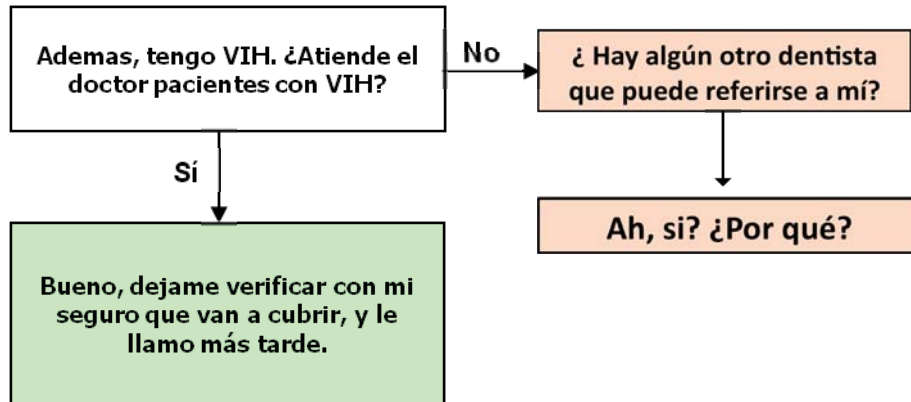 Ademas, tengo VIH. ¿Atiende el
doctor pacientes con VIH?
No
¿ Hay algún otro dentista
que puede referirse a mí?
Sí
Ah, si? ¿Por qué?
Bueno, dejame verificar con mi
seguro que van a cubrir, y le
llamo más tarde.